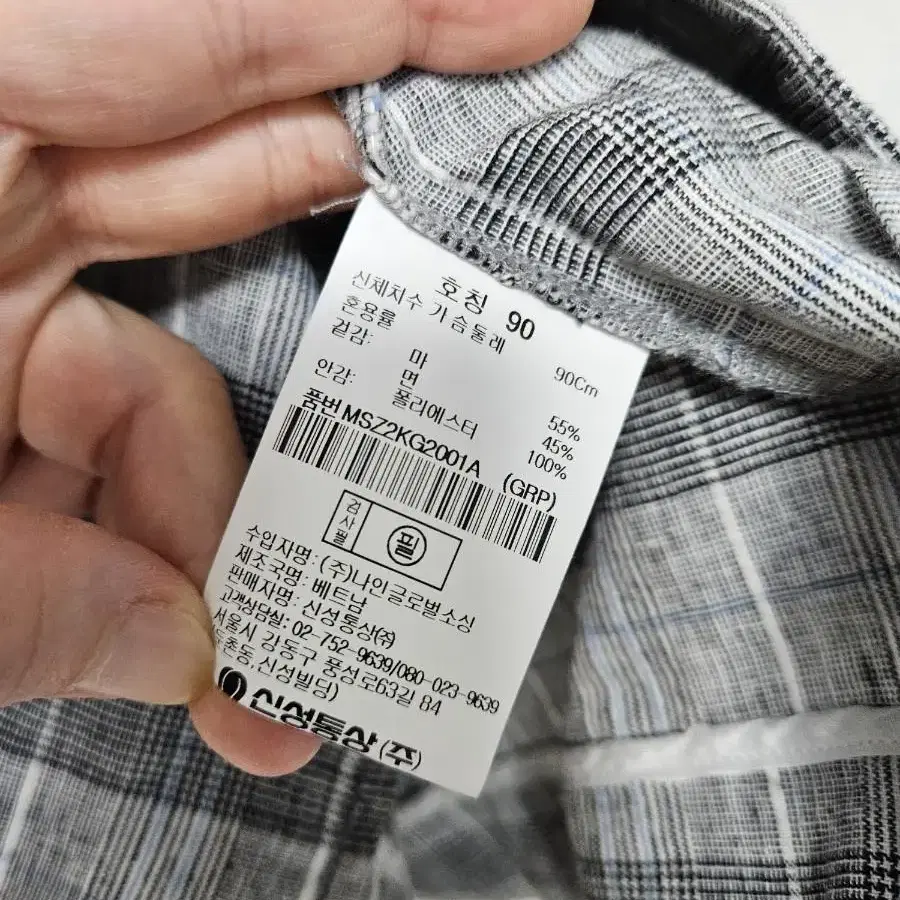 호칭 90
신체치수 가슴둘레 90Cm
혼용률
겉감: 마 55%
면 45%
안감: 폴리에스터 100%
품번 MSZ2KG2001A (GRP)
검사필 필
수입자명: (주)나인글로벌소싱
제조국명: 베트남
판매자명: 신성통상(주)
고객상담실: 02-752-9639/080-023-9639
서울시 강동구 풍성로63길 84
둔촌동,신성빌딩)
신성통상(주)